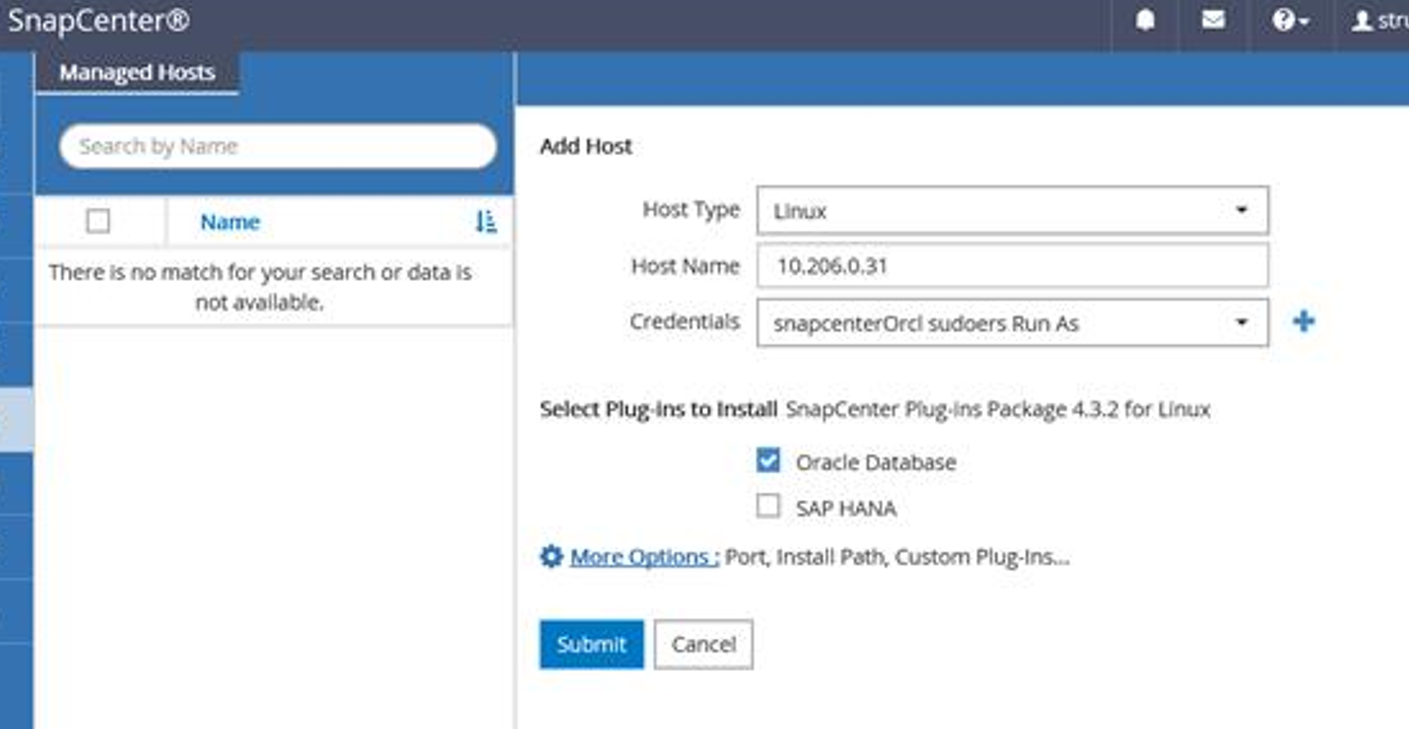 SnapCenter®
Managed Hosts
Search by Name
Name
There is no match for your search or data is
not available.
Add Host
Host Type Linux
Host Name 10.206.0.31
Credentials snapcenterOrcl sudoers Run As
Select Plug-ins to Install SnapCenter Plug-ins Package 4.3.2 for Linux
Oracle Database
SAP HANA
More Options : Port, Install Path, Custom Plug-Ins...
Submit Cancel